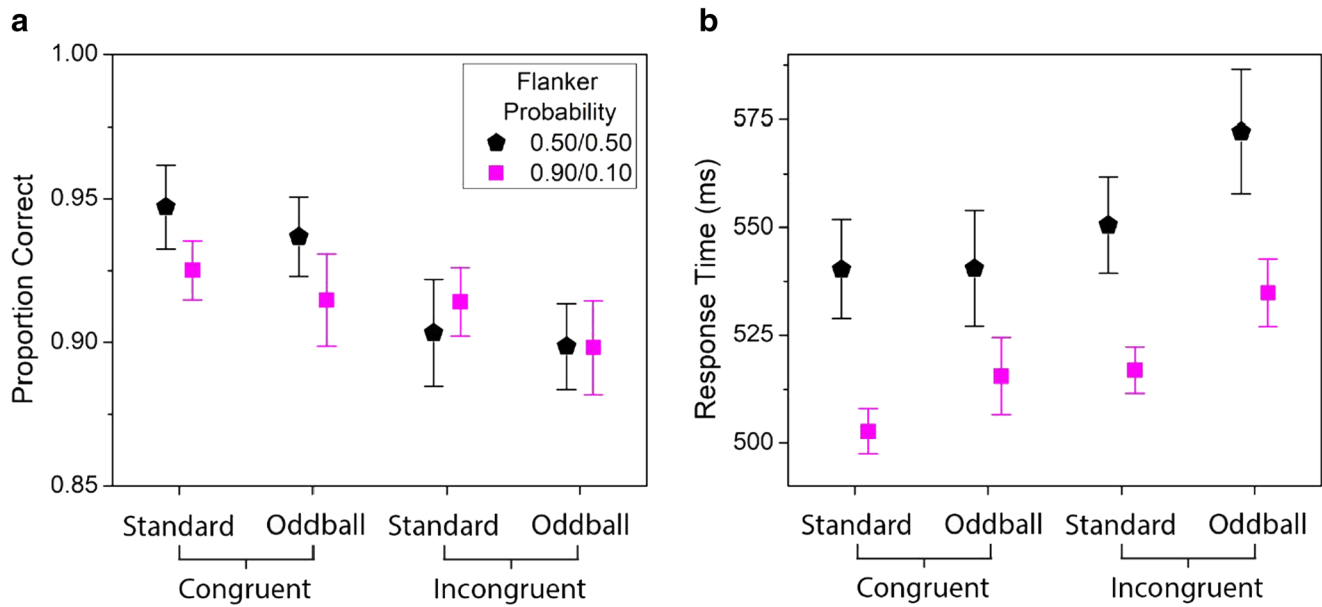 a
Proportion Correct
1.00
0.95
0.90
0.85
Flanker
Probability
0.50/0.50
0.90/0.10
Standard Oddball Standard Oddball
Congruent Incongruent
b
Response Time (ms)
575
550
525
500
Standard Oddball Standard Oddball
Congruent Incongruent